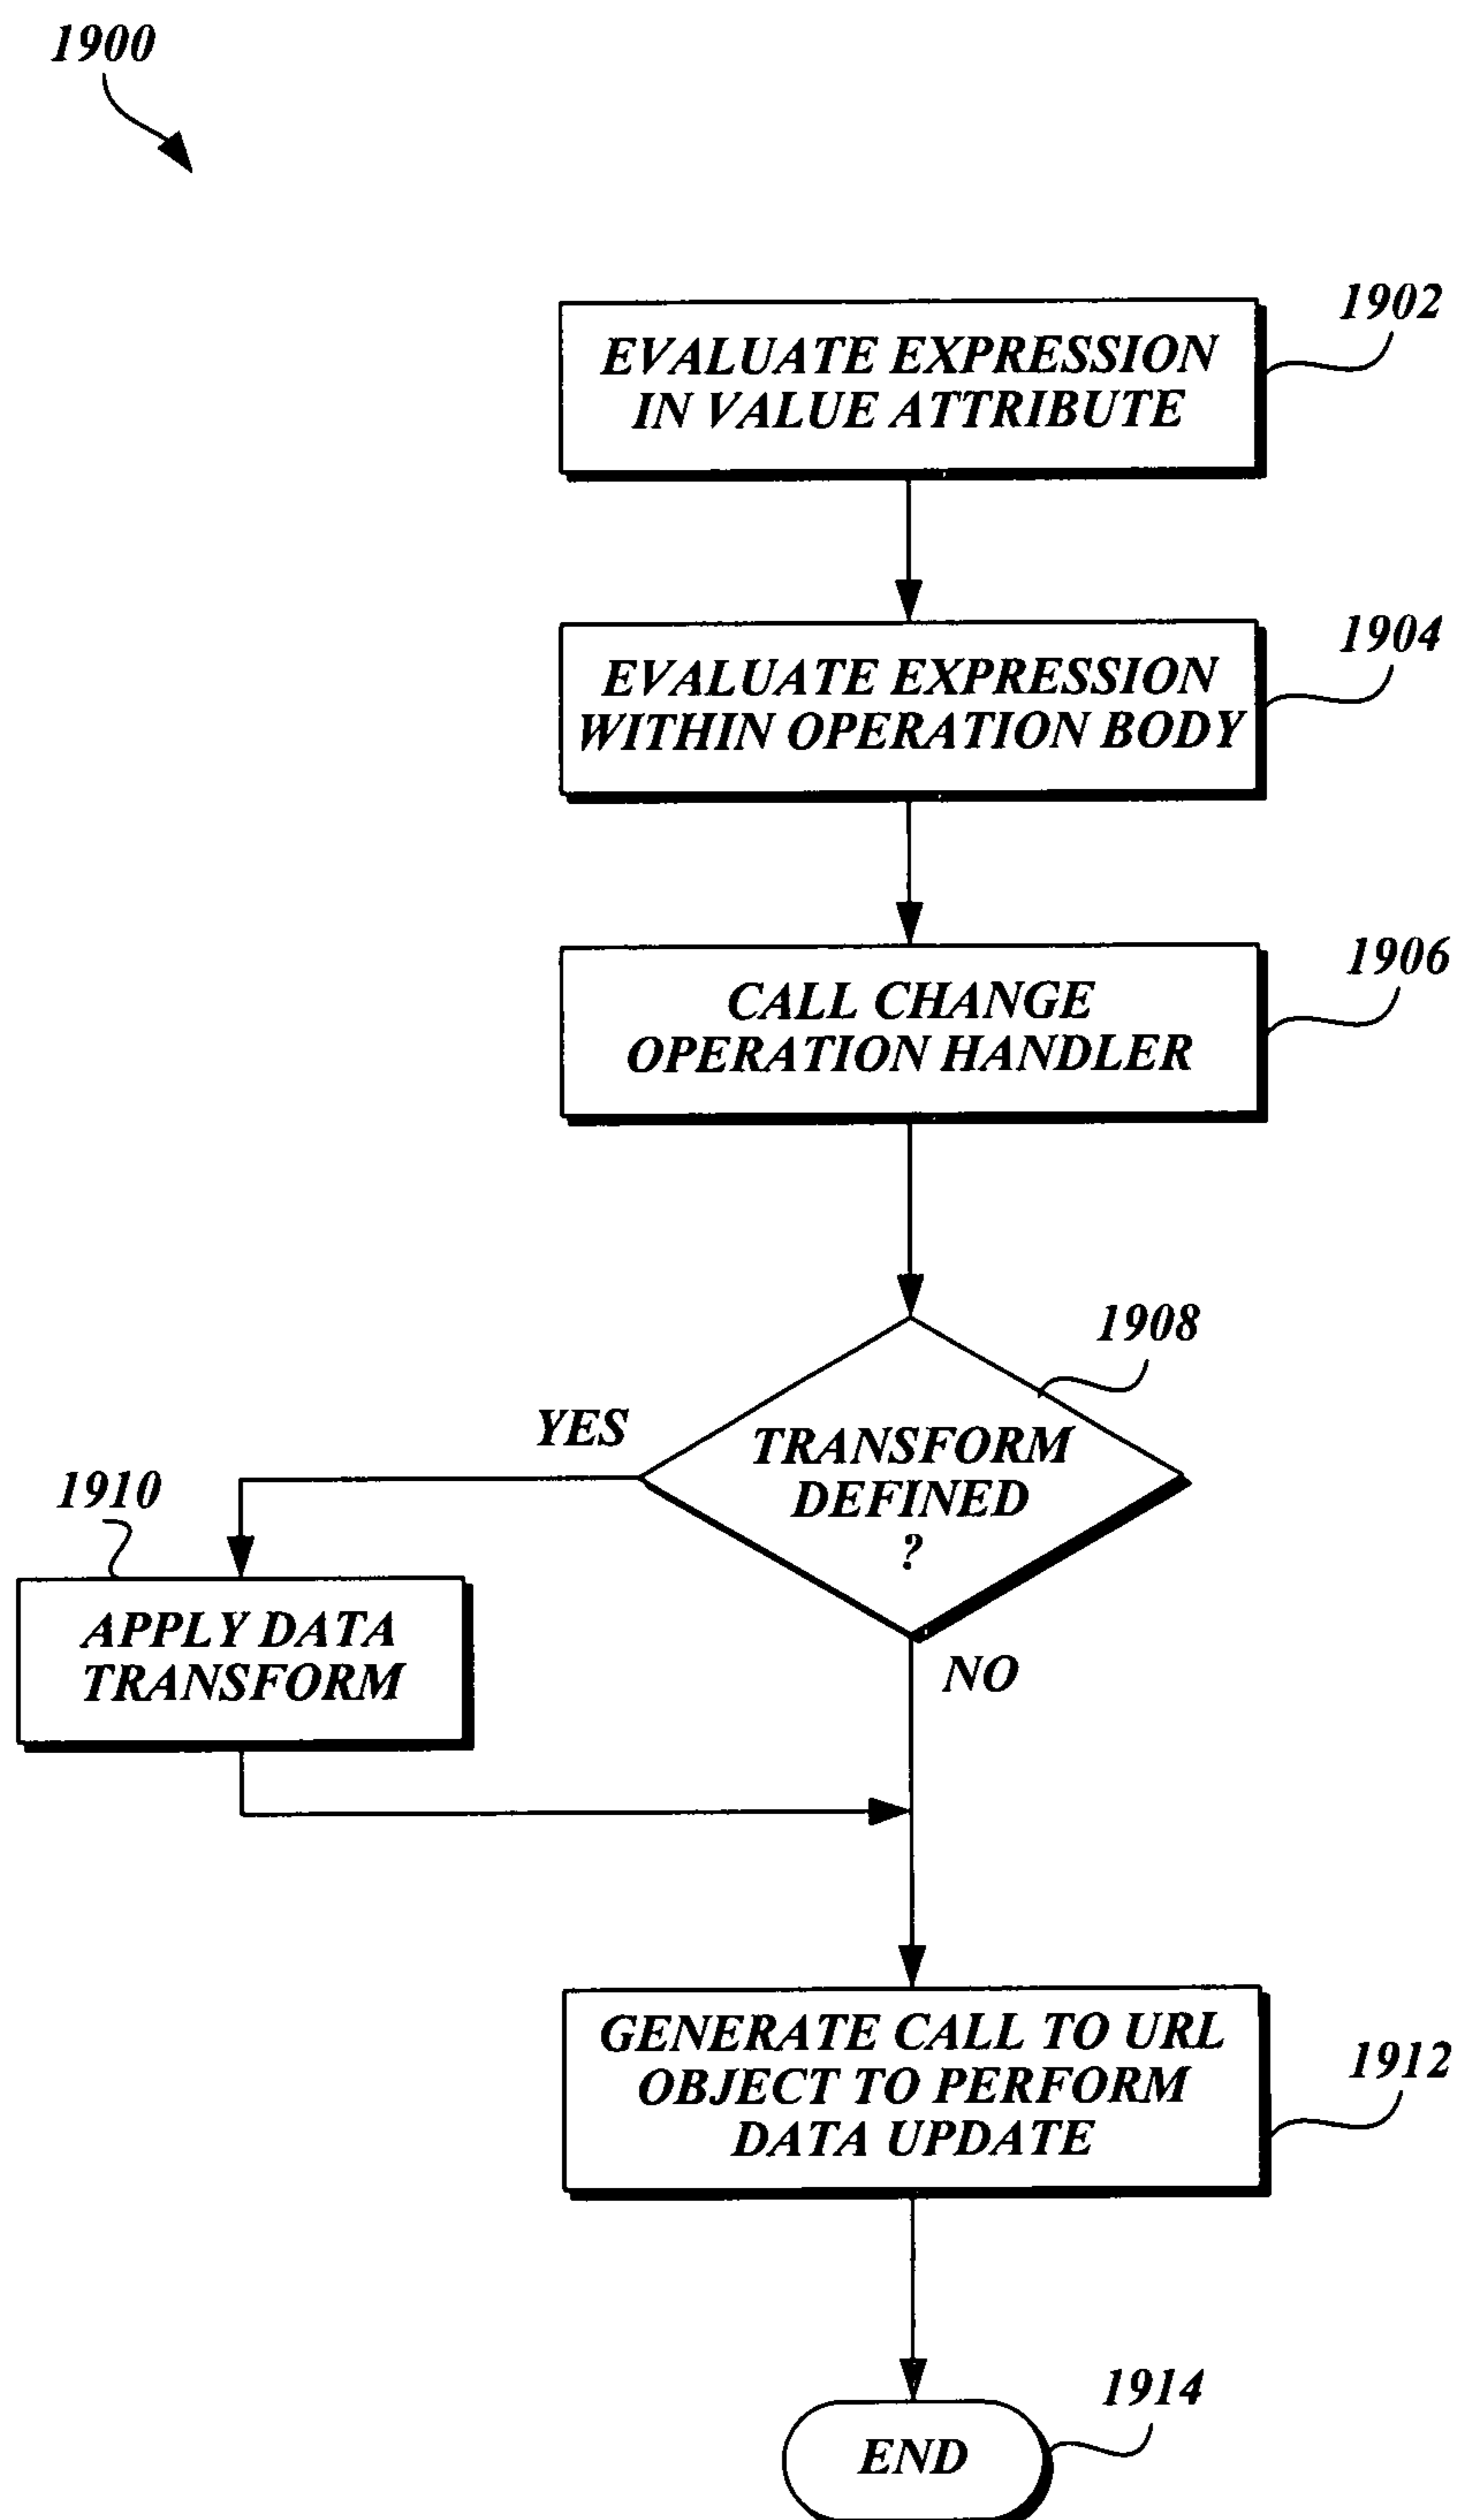 1900
1902
EVALUATE EXPRESSION
IN VALUE ATTRIBUTE
1904
EVALUATE EXPRESSION
WITHIN OPERATION BODY
1906
CALL CHANGE
OPERATION HANDLER
1908
TRANSFORM
DEFINED
?
YES
1910
APPLY DATA
TRANSFORM
NO
GENERATE CALL TO URL
OBJECT TO PERFORM
DATA UPDATE
1912
1914
END